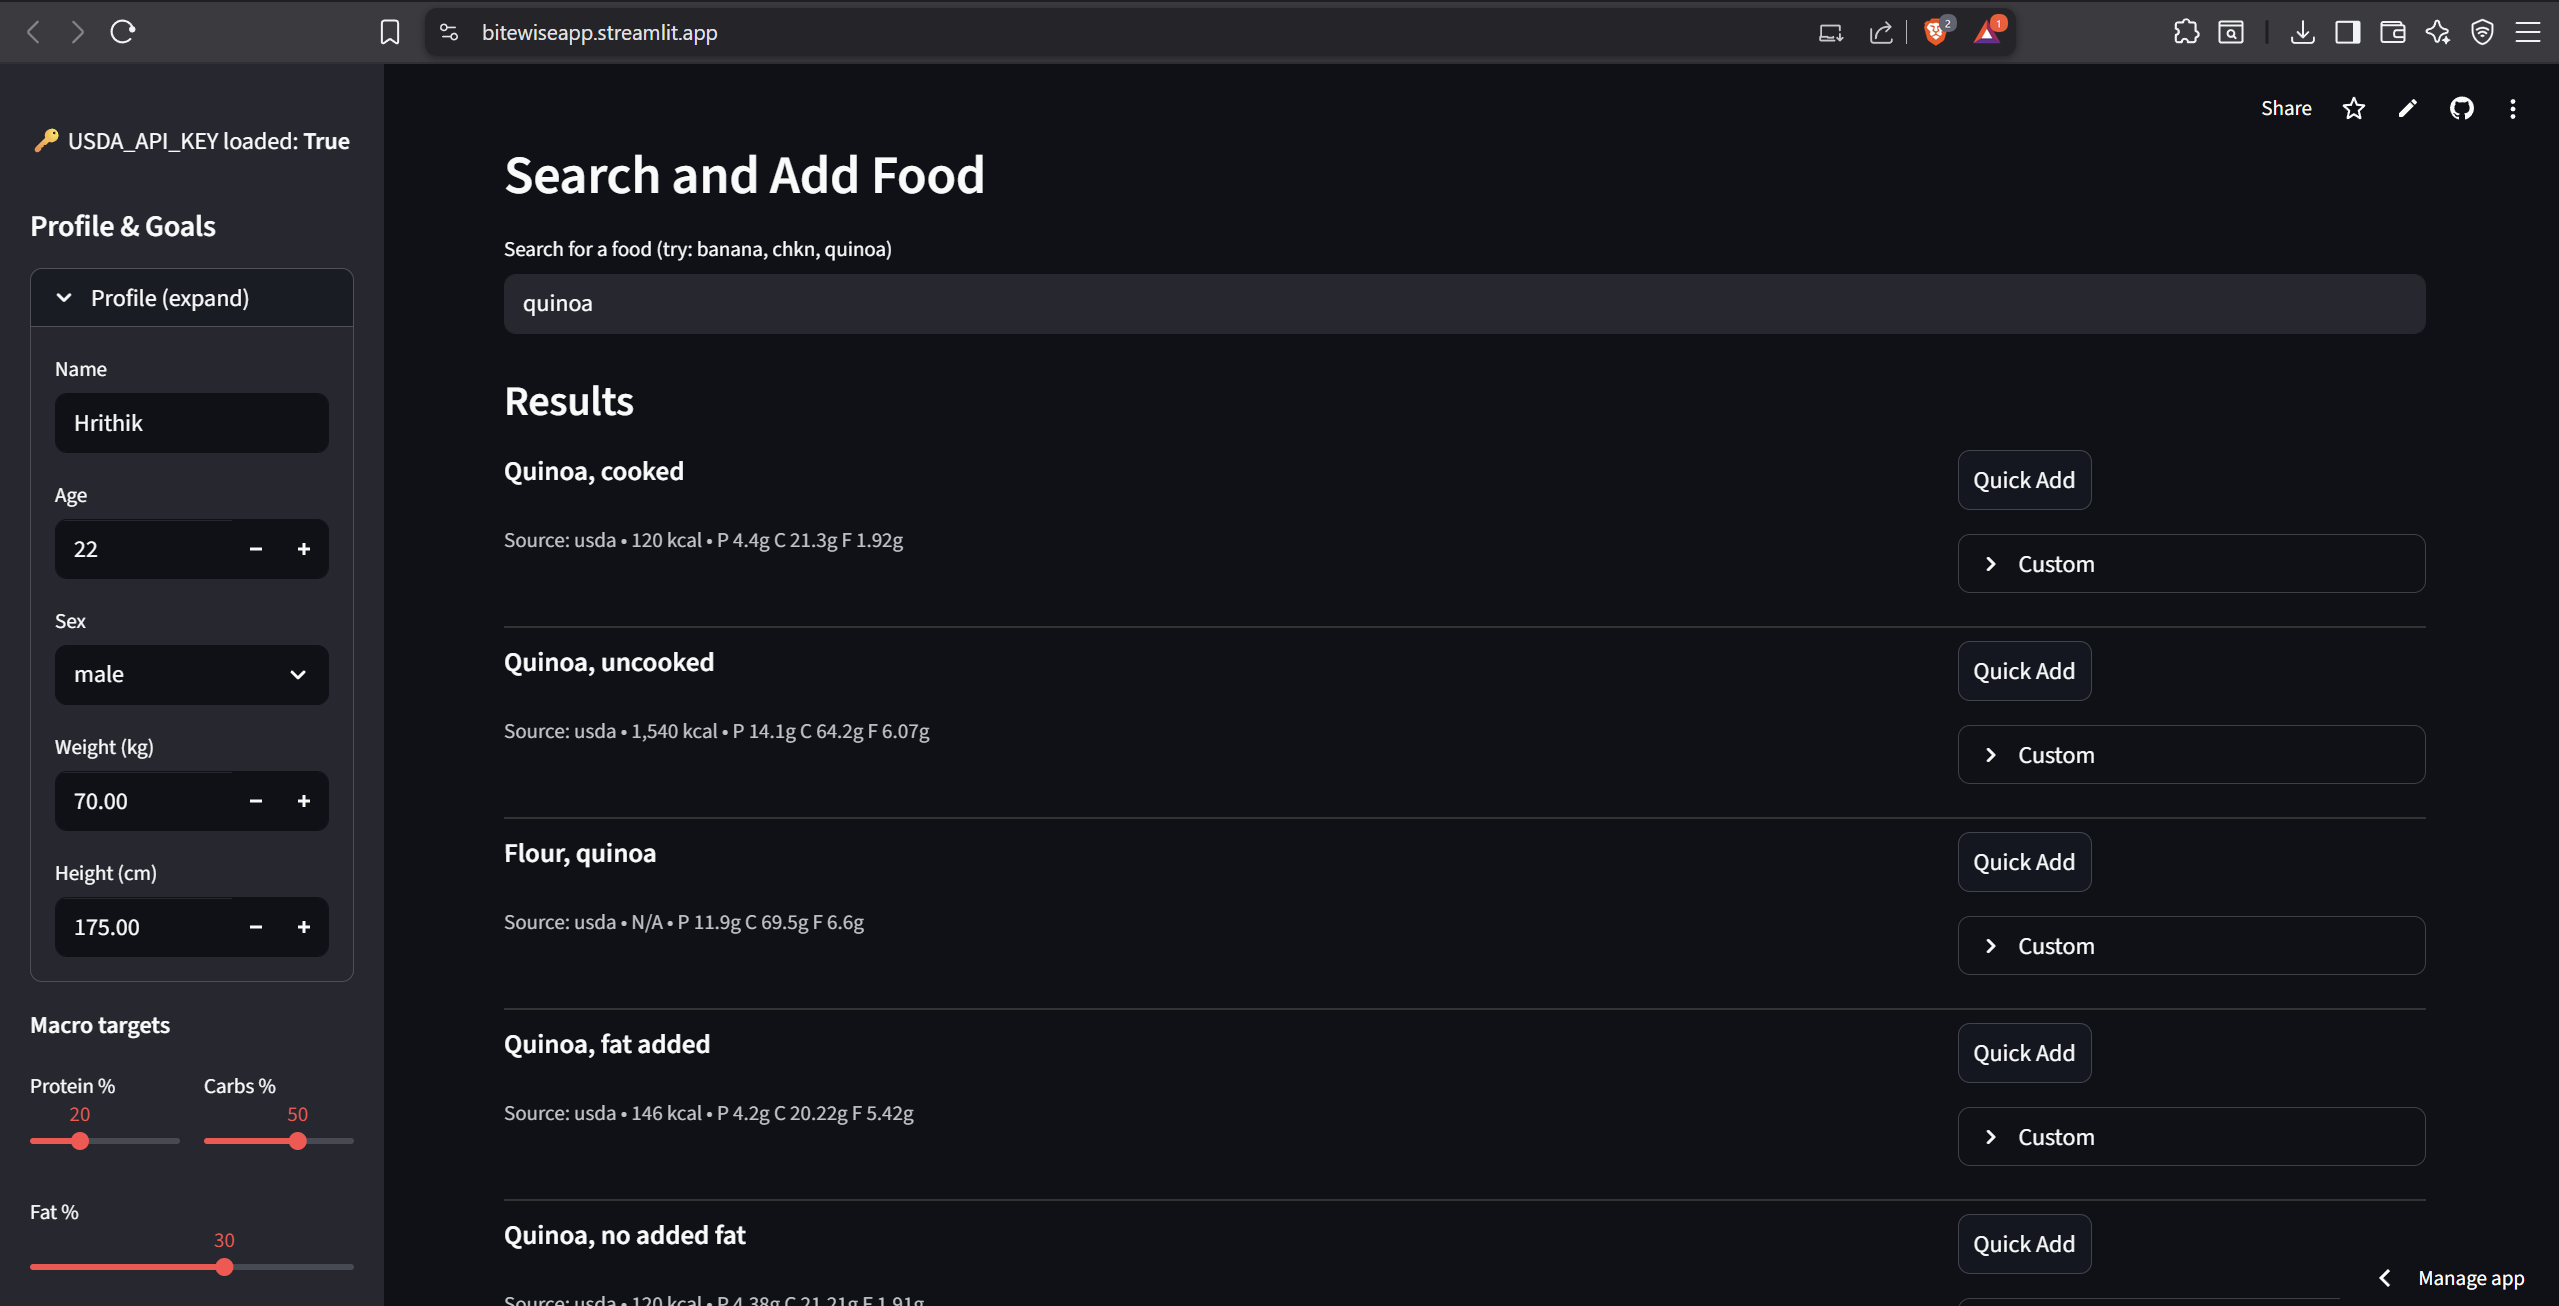 bitewiseapp.streamlit.app
2
1
🔑 USDA_API_KEY loaded: True
Profile & Goals
Profile (expand)
Name
Hrithik
Age
22
Sex
male
Weight (kg)
70.00
Height (cm)
175.00
Macro targets
Protein %
20
Carbs %
50
Fat %
30
Share
Search and Add Food
Search for a food (try: banana, chkn, quinoa)
quinoa
Results
Quinoa, cooked
Source: usda • 120 kcal • P 4.4g C 21.3g F 1.92g
Quick Add
Custom
Quinoa, uncooked
Source: usda • 1,540 kcal • P 14.1g C 64.2g F 6.07g
Quick Add
Custom
Flour, quinoa
Source: usda • N/A • P 11.9g C 69.5g F 6.6g
Quick Add
Custom
Quinoa, fat added
Source: usda • 146 kcal • P 4.2g C 20.22g F 5.42g
Quick Add
Custom
Quinoa, no added fat
Source: usda • 120 kcal • P 4.38g C 21.21g F 1.91g
Quick Add
Manage app